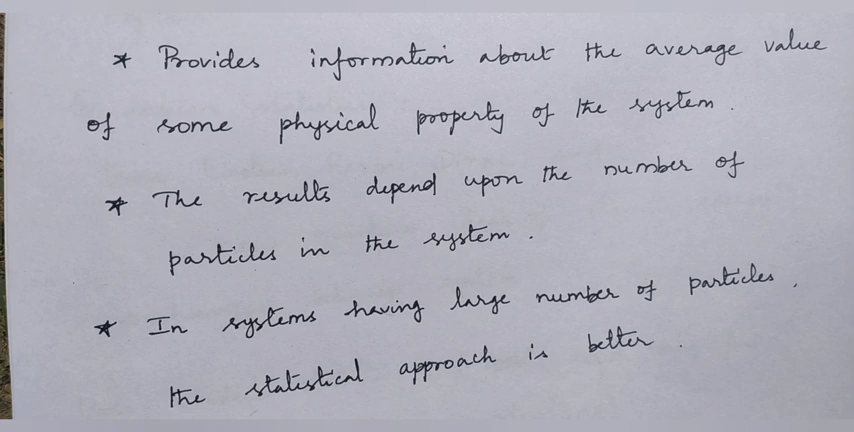 * Provides information about the average value
of some physical property of the system.
* The results depend upon the number of
particles in the system.
* In systems having large number of particles,
the statistical approach is better.